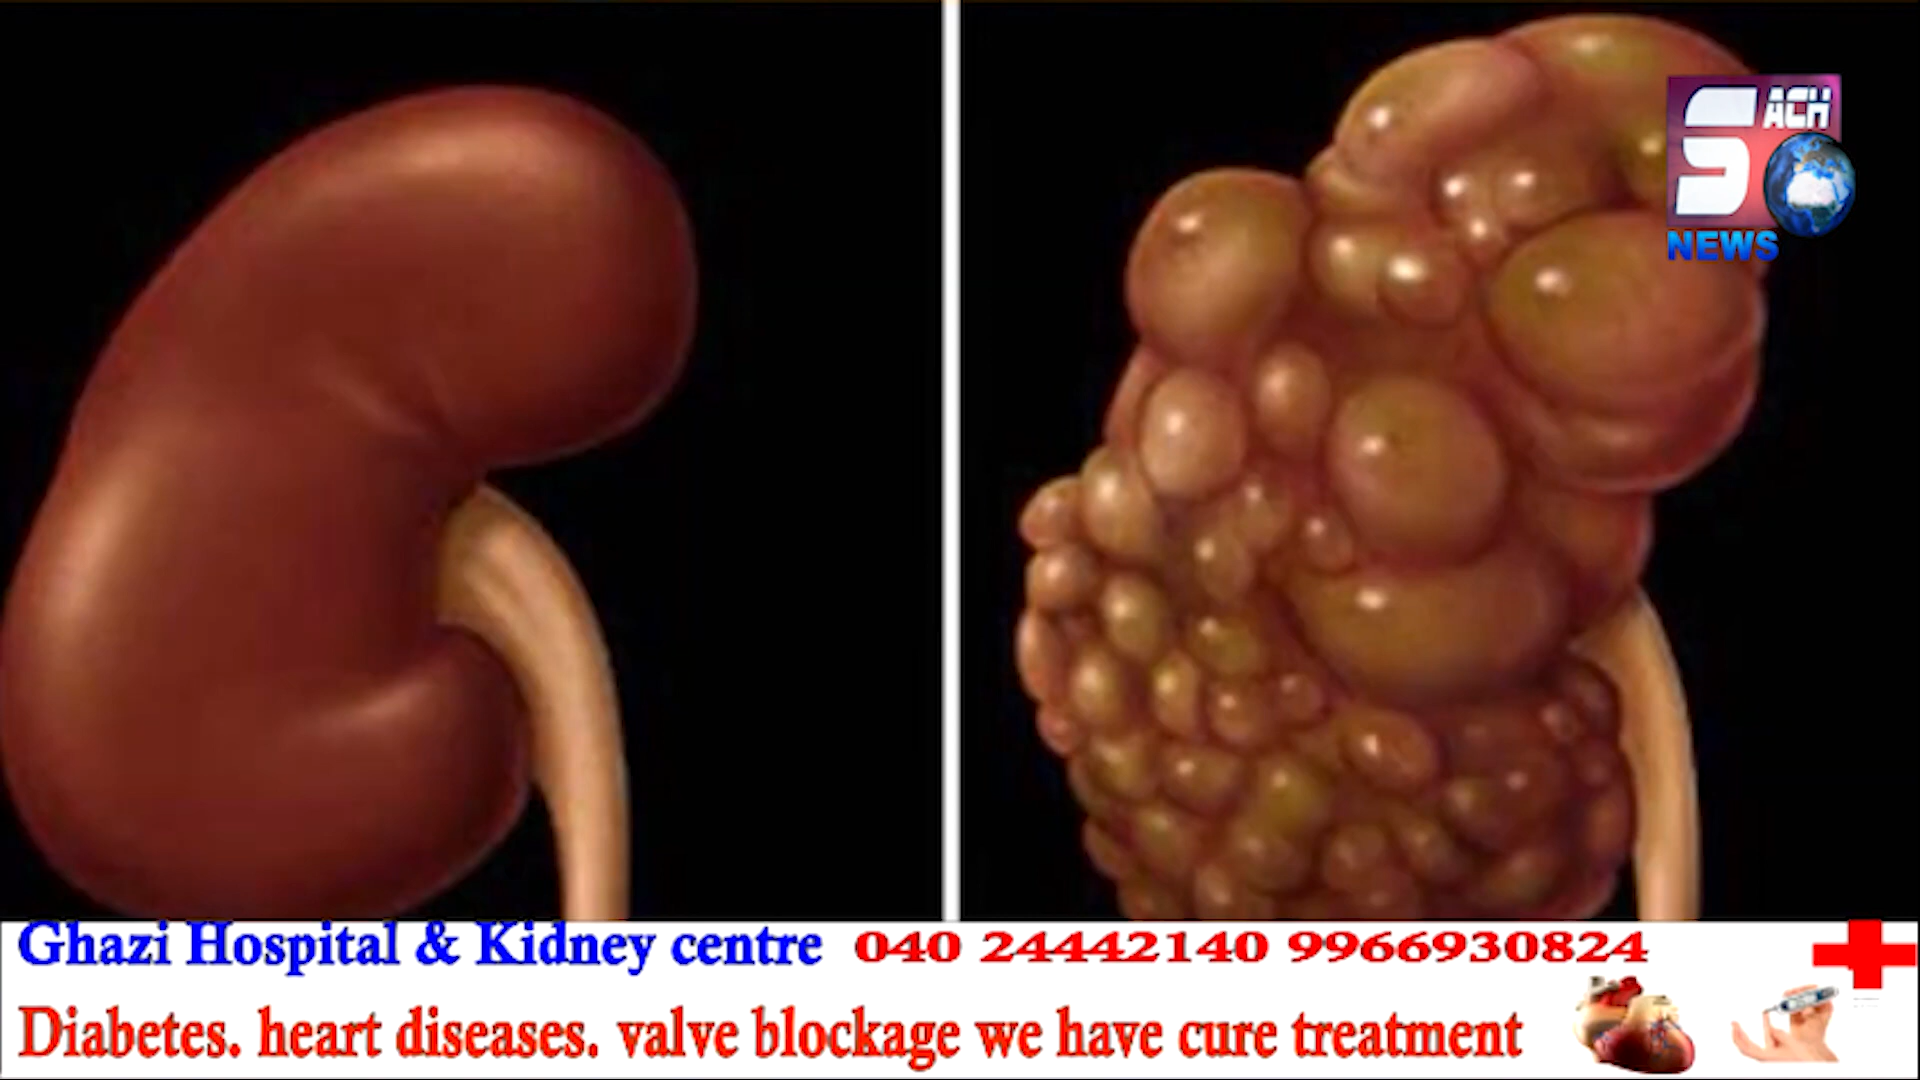 SACH
NEWS
Ghazi Hospital & Kidney centre 040 24442140 9966930824
Diabetes. heart diseases. valve blockage we have cure treatment